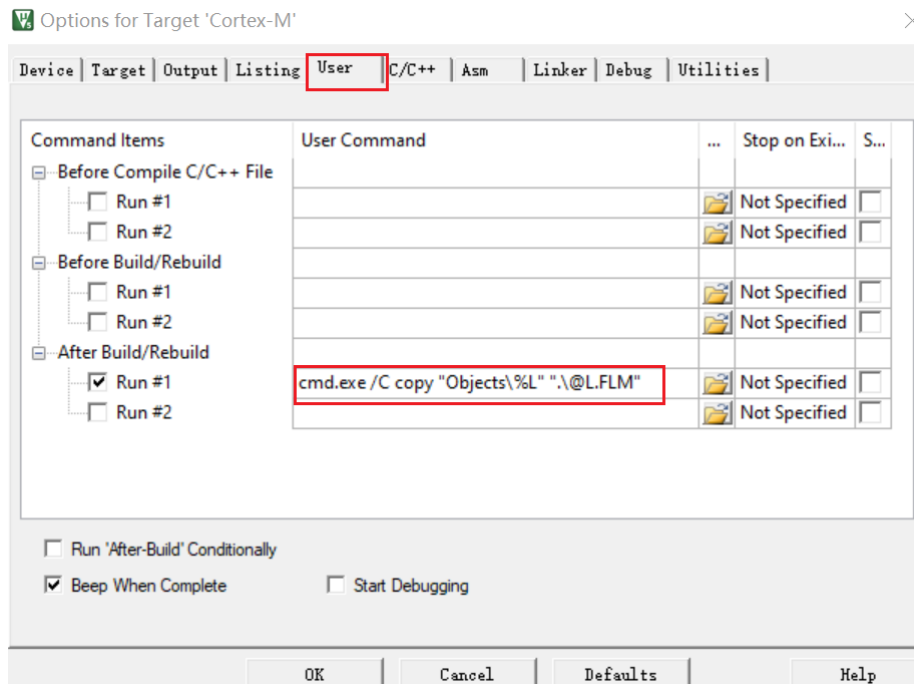 Options for Target 'Cortex-M'
Device Target Output Listing User C/C++ Asm Linker Debug Utilities
Command Items User Command ... Stop on Exi... S...
Before Compile C/C++ File
Run #1 Not Specified
Run #2 Not Specified
Before Build/Rebuild
Run #1 Not Specified
Run #2 Not Specified
After Build/Rebuild
Run #1 cmd.exe /C copy "Objects\%L" ".\@L.FLM" Not Specified
Run #2 Not Specified
Run 'After-Build' Conditionally
Beep When Complete Start Debugging
OK Cancel Defaults Help